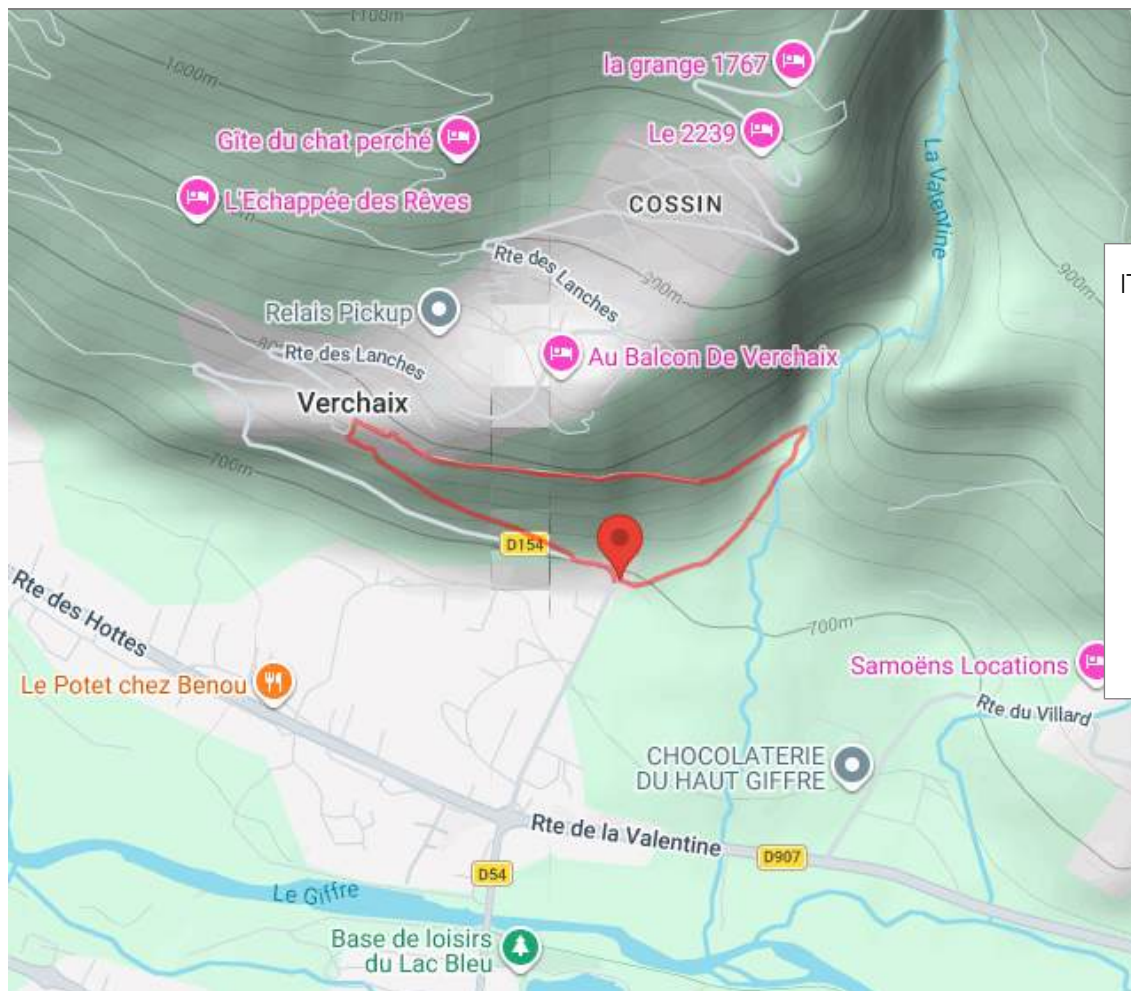 1100m
1000m
la grange 1767
Gîte du chat perché
Le 2239
La Valentine
L'Echappée des Rêves
COSSIN
Rte des Lanches
900m
900m
Relais Pickup
Rte des Lanches
Au Balcon De Verchaix
Verchaix
700m
D154
Rte des Hottes
700m
Le Potet chez Benou
Samoëns Locations
Rte du Villard
CHOCOLATERIE
DU HAUT GIFFRE
Rte de la Valentine
D907
D54
Le Giffre
Base de loisirs
du Lac Bleu